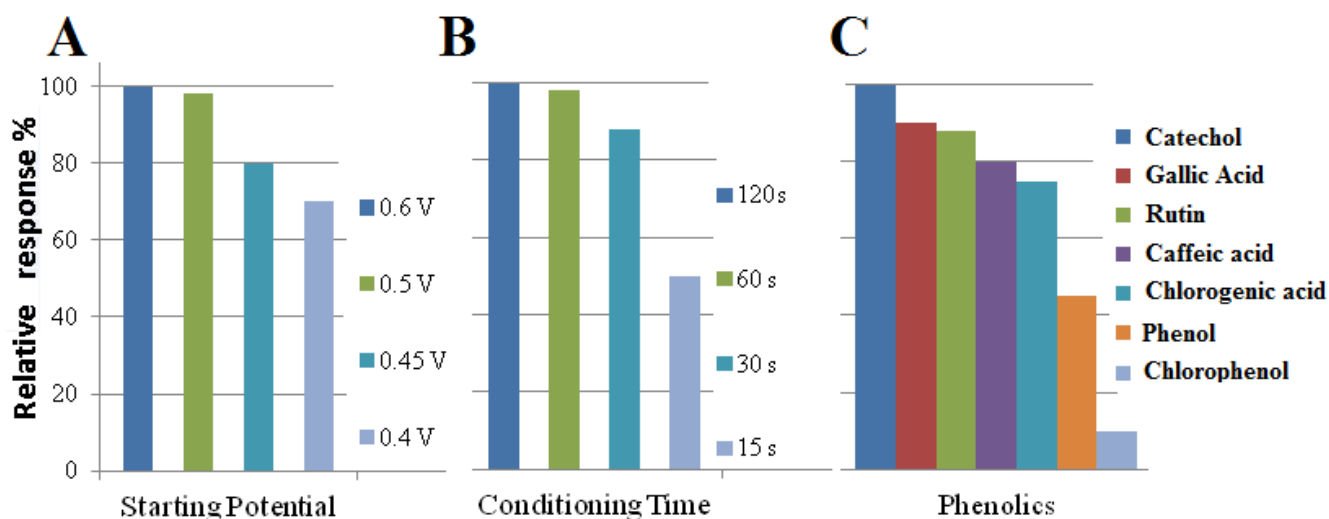 A
B
C
Relative response %
100
80
60
40
20
0
0.6 V
0.5 V
0.45 V
0.4 V
Starting Potential
120s
60 s
30 s
15 s
Conditioning Time
Catechol
Gallic Acid
Rutin
Caffeic acid
Chlorogenic acid
Phenol
Chlorophenol
Phenolics